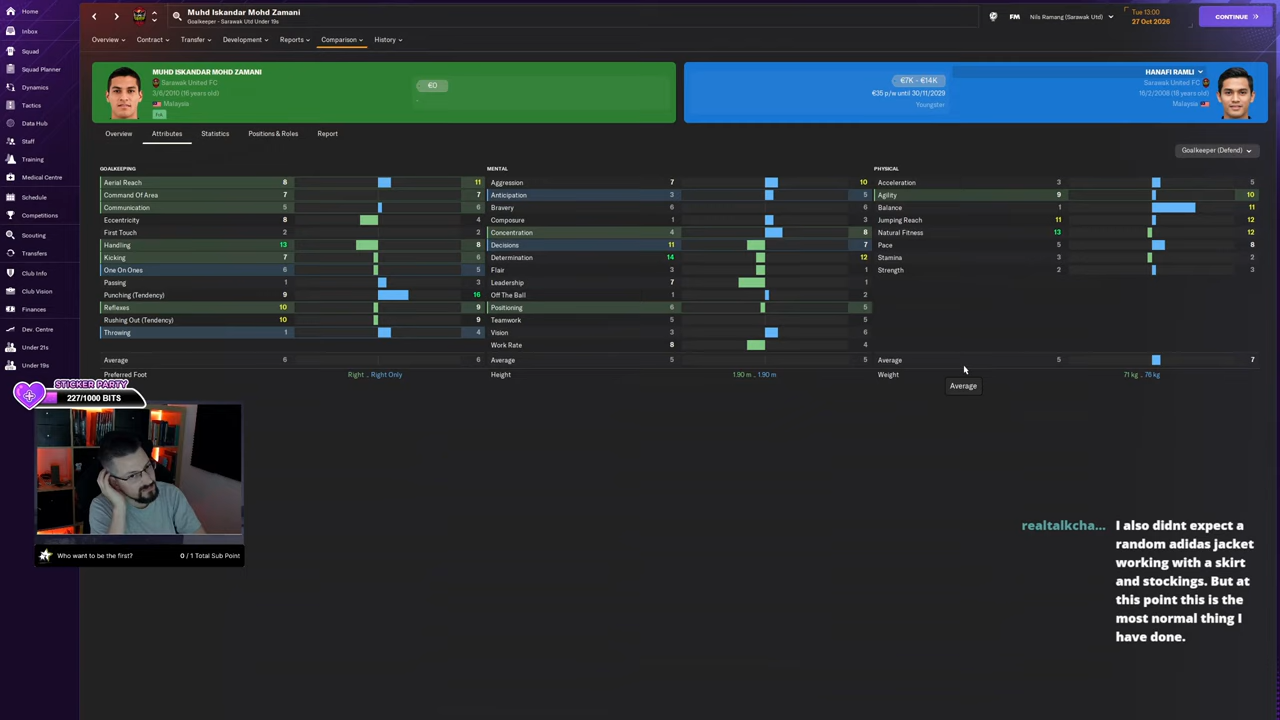 Home
Inbox
Squad
Squad Planner
Dynamics
Tactics
Data Hub
Staff
Training
Medical Centre
Schedule
Competitions
Scouting
Transfers
Club Info
Club Vision
Finances
Dev. Centre
Under 21s
Under 19s
Muhd Iskandar Mohd Zamani
Goalkeeper - Sarawak Utd Under 19s
FM
Nils Ramang (Sarawak Utd)
Tue 13:00
27 Oct 2026
CONTINUE
Overview
Contract
Transfer
Development
Reports
Comparison
History
MUHD ISKANDAR MOHD ZAMANI
Sarawak United FC
3/6/2010 (16 years old)
Malaysia
€0
-
€7K - €14K
€35 p/w until 30/11/2029
Youngster
HANAFI RAMLI
Sarawak United FC
16/2/2008 (18 years old)
Malaysia
Overview Attributes Statistics Positions & Roles Report
Goalkeeper (Defend)
GOALKEEPING
Aerial Reach 8 11
Command Of Area 7 7
Communication 5 6
Eccentricity 8 4
First Touch 2 2
Handling 13 8
Kicking 7 6
One On Ones 6 5
Passing 1 3
Punching (Tendency) 9 16
Reflexes 10 9
Rushing Out (Tendency) 10 9
Throwing 1 4
Average 6 6
Preferred Foot Right .. Right Only
MENTAL
Aggression 7 10
Anticipation 3 5
Bravery 6 6
Composure 1 3
Concentration 4 8
Decisions 11 7
Determination 14 12
Flair 3 1
Leadership 7 1
Off The Ball 1 2
Positioning 6 5
Teamwork 5 5
Vision 3 6
Work Rate 8 4
Average 5 5
Height 1.90 m .. 1.90 m
PHYSICAL
Acceleration 3 5
Agility 9 10
Balance 1 11
Jumping Reach 11 12
Natural Fitness 13 12
Pace 5 8
Stamina 3 2
Strength 2 3
Average 5 7
Weight 71 kg .. 76 kg
Average
STICKER PARTY
227/1000 BITS
Who want to be the first? 0 / 1 Total Sub Point
realtalkcha... I also didnt expect a
random adidas jacket
working with a skirt
and stockings. But at
this point this is the
most normal thing I
have done.